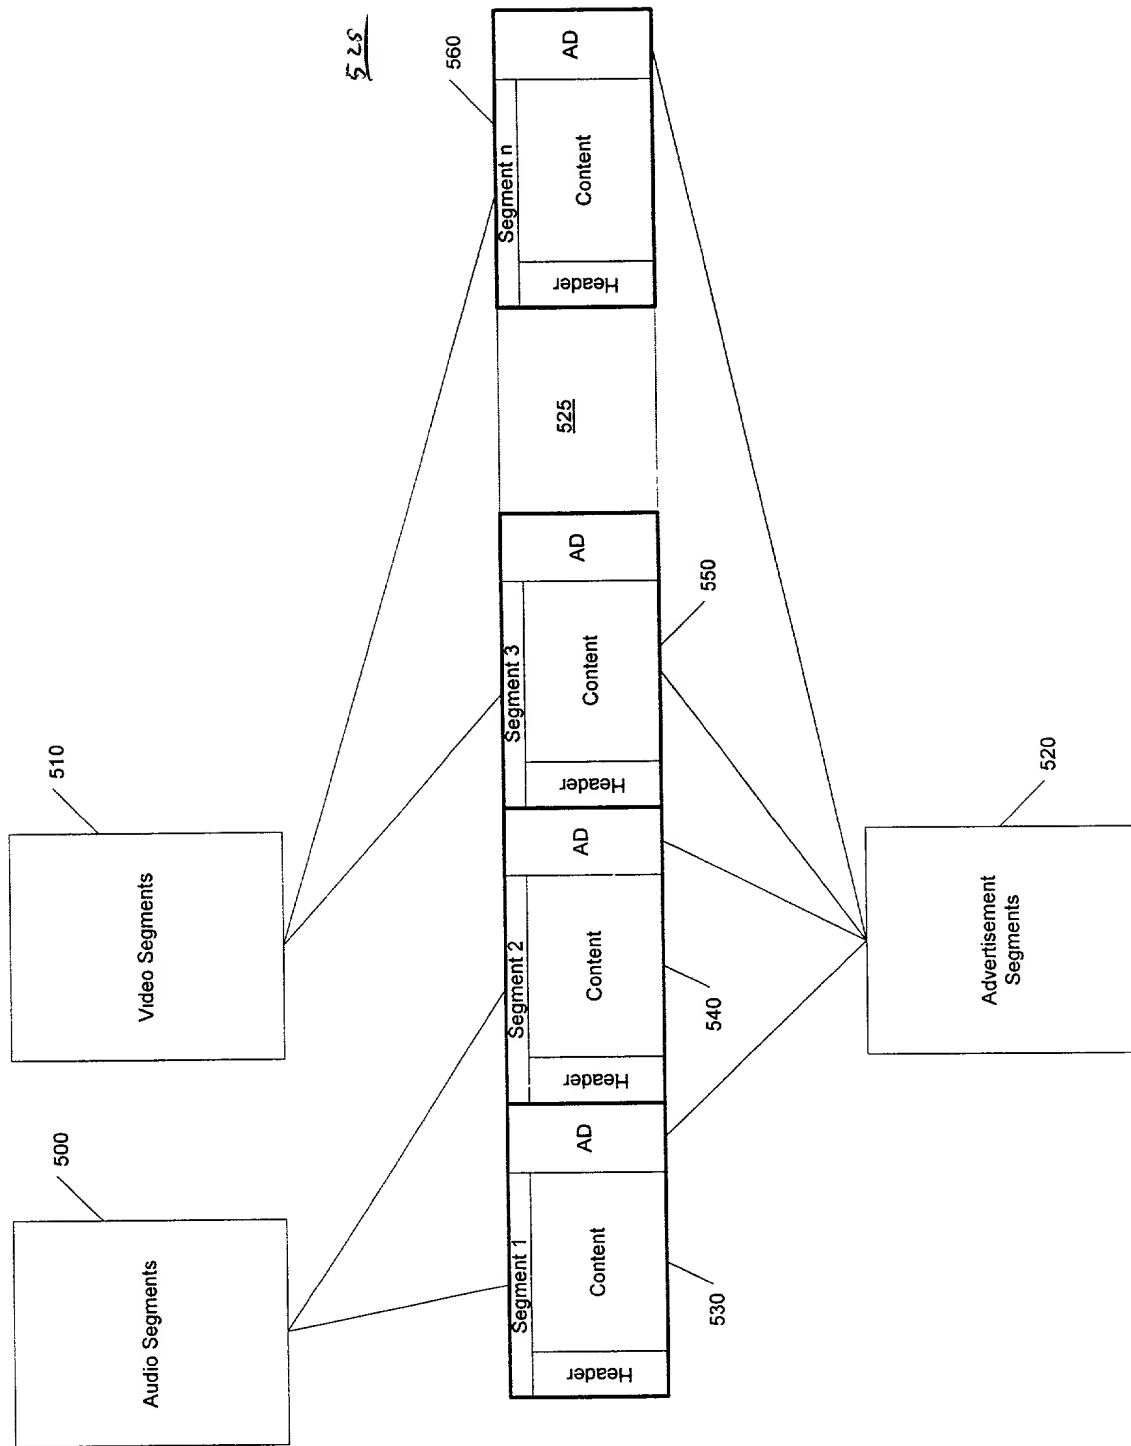 525
500
Audio Segments
510
Video Segments
560
Segment 1
Header
Content
AD
Segment 2
Header
Content
AD
Segment 3
Header
Content
AD
525
Segment n
Header
Content
AD
530
540
550
520
Advertisement
Segments